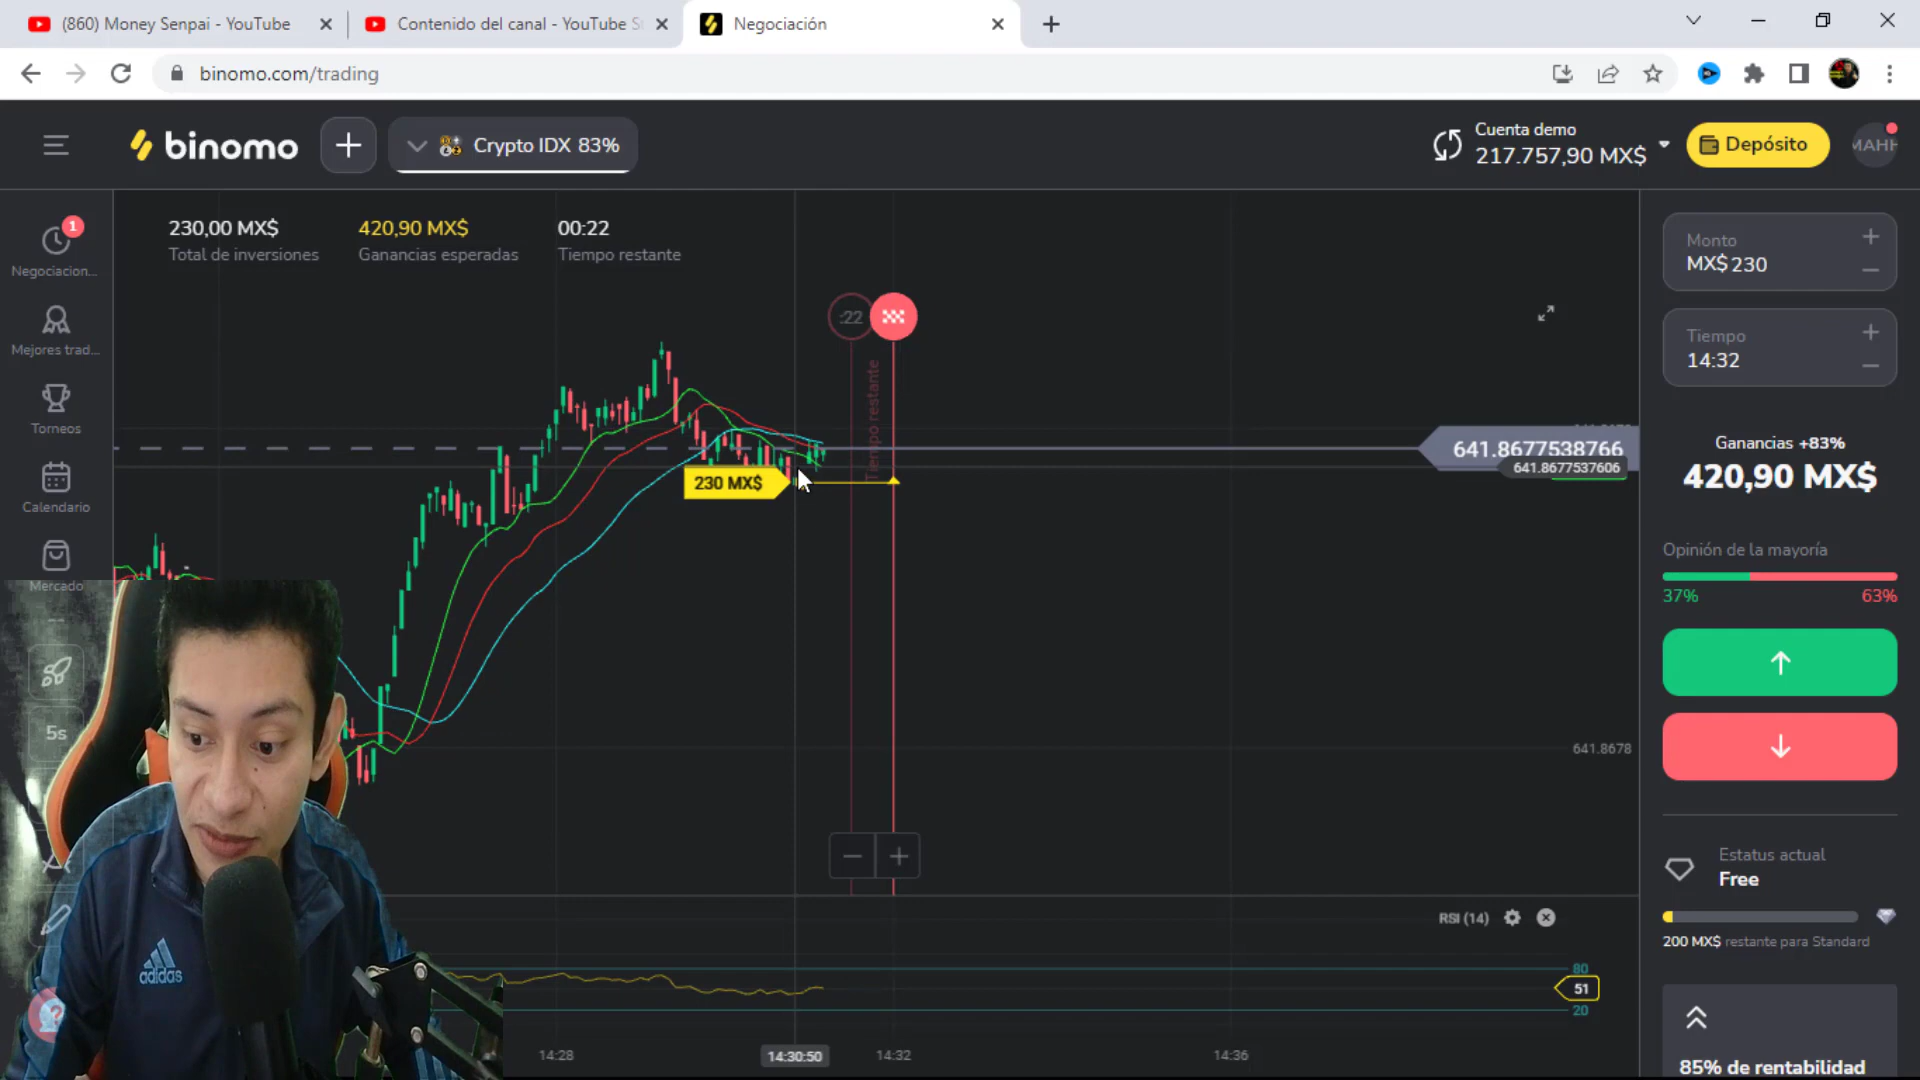 (860) Money Senpai - YouTube
Contenido del canal - YouTube S
Negociación
binomo.com/trading
binomo
Crypto IDX 83%
Cuenta demo
217.757,90 MX$
Depósito
MAHH
230,00 MX$
Total de inversiones
420,90 MX$
Ganancias esperadas
00:22
Tiempo restante
1
Negociacion...
Mejores trad...
Torneos
Calendario
Mercado
5s
:22
Tiempo restante
230 MX$
641.8677538766
641.8677537606
641.8678
Monto
MX$ 230
Tiempo
14:32
Ganancias +83%
420,90 MX$
Opinión de la mayoría
37%
63%
Estatus actual
Free
200 MX$ restante para Standard
85% de rentabilidad
RSI (14)
80
51
20
14:28
14:30:50
14:32
14:36
adidas